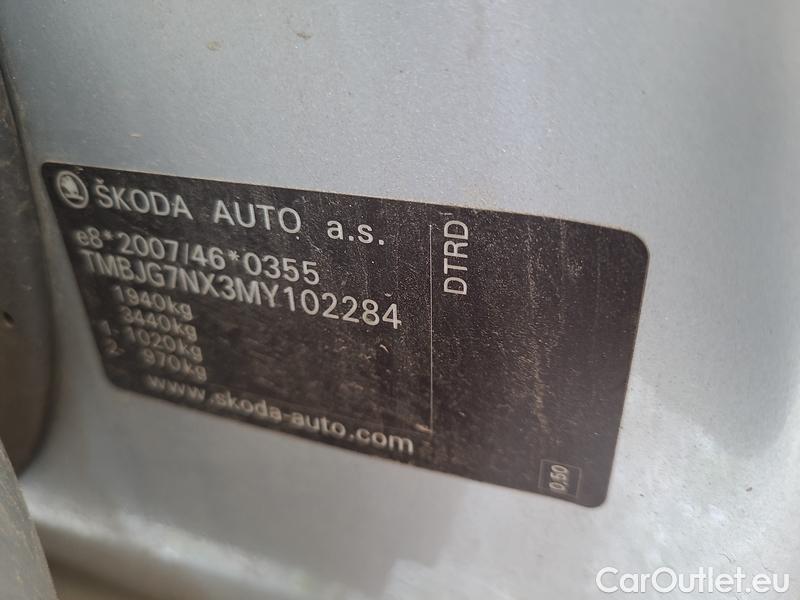 ŠKODA AUTO a.s.
e8*2007/46*0355
TMBJG7NX3MY102284
1940kg
3440kg
1- 1020kg
2- 970kg
www.skoda-auto.com
DTRD
0,50
CarOutlet.eu